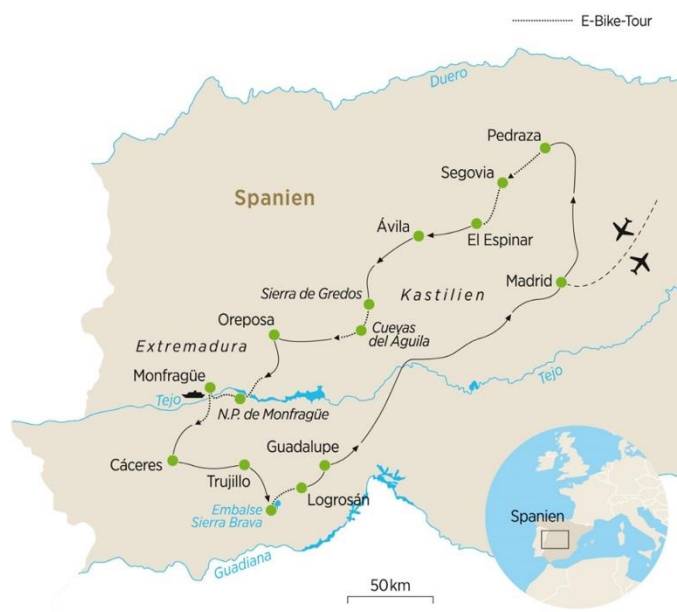 E-Bike-Tour
Duero
Pedraza
Segovia
Spanien
Ávila
El Espinar
Madrid
Sierra de Gredos
Kastilien
Oreposa
Cuevas
del Aguila
Extremadura
Monfragüe
Tejo
Tejo
N.P. de Monfragüe
Guadalupe
Cáceres
Trujillo
Logrosán
Embalse
Sierra Brava
Spanien
Guadiana
50 km